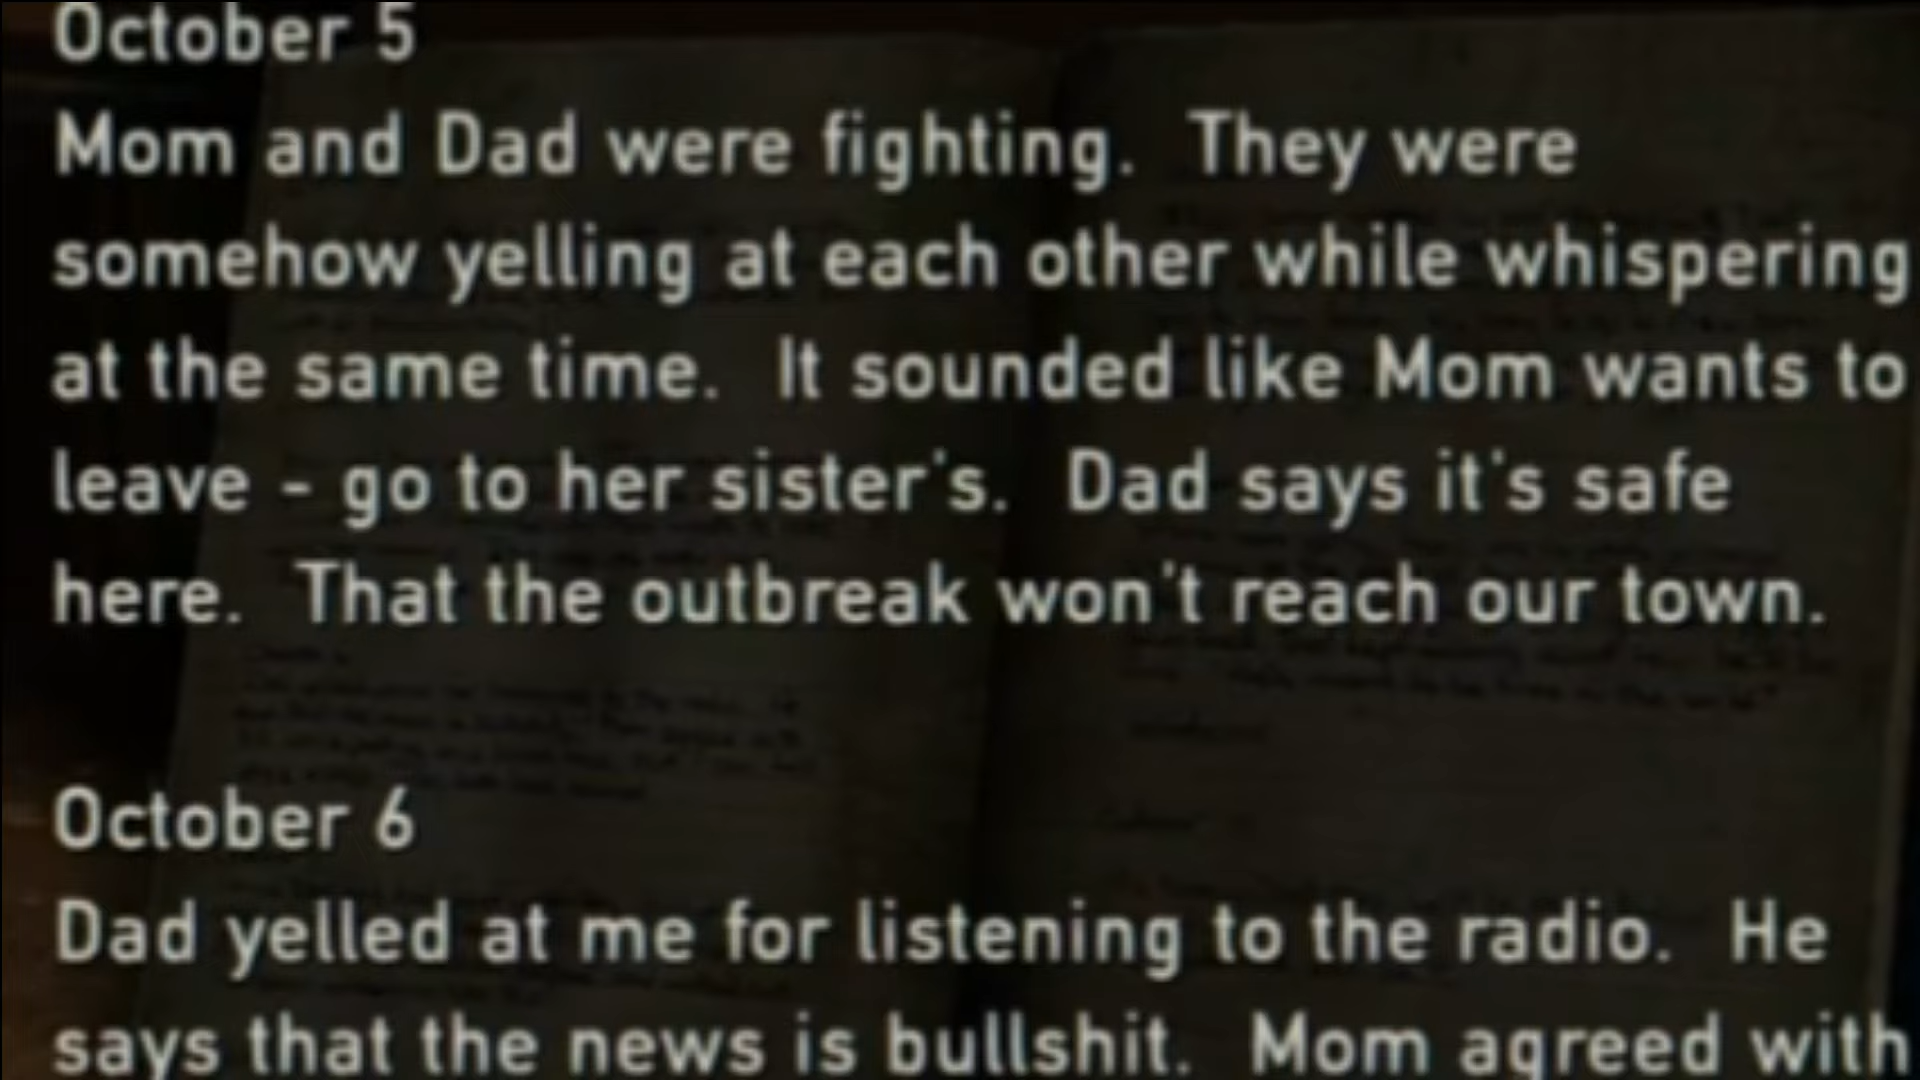 October 5
Mom and Dad were fighting.  They were
somehow yelling at each other while whispering
at the same time.  It sounded like Mom wants to
leave - go to her sister's.  Dad says it's safe
here.  That the outbreak won't reach our town.
October 6
Dad yelled at me for listening to the radio.  He
says that the news is bullshit.  Mom agreed with